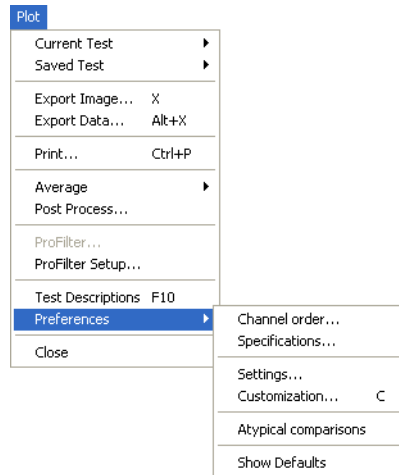 Plot
Current Test
Saved Test
Export Image... X
Export Data... Alt+X
Print... Ctrl+P
Average
Post Process...
ProFilter...
ProFilter Setup...
Test Descriptions F10
Preferences
Close
Channel order...
Specifications...
Settings...
Customization... C
Atypical comparisons
Show Defaults